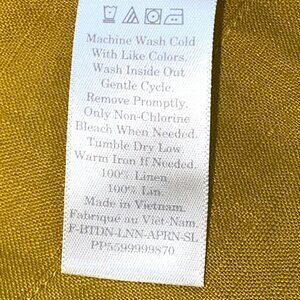 Machine Wash Cold
With Like Colors.
Wash Inside Out
Gentle Cycle.
Remove Promptly.
Only Non-Chlorine
Bleach When Needed.
Tumble Dry Low.
Warm Iron If Needed.
100% Linen
100% Lin
Made in Vietnam.
Fabriqué au Viet Nam.
F-BTDN-LNN-APRN-SL
PP5599999870